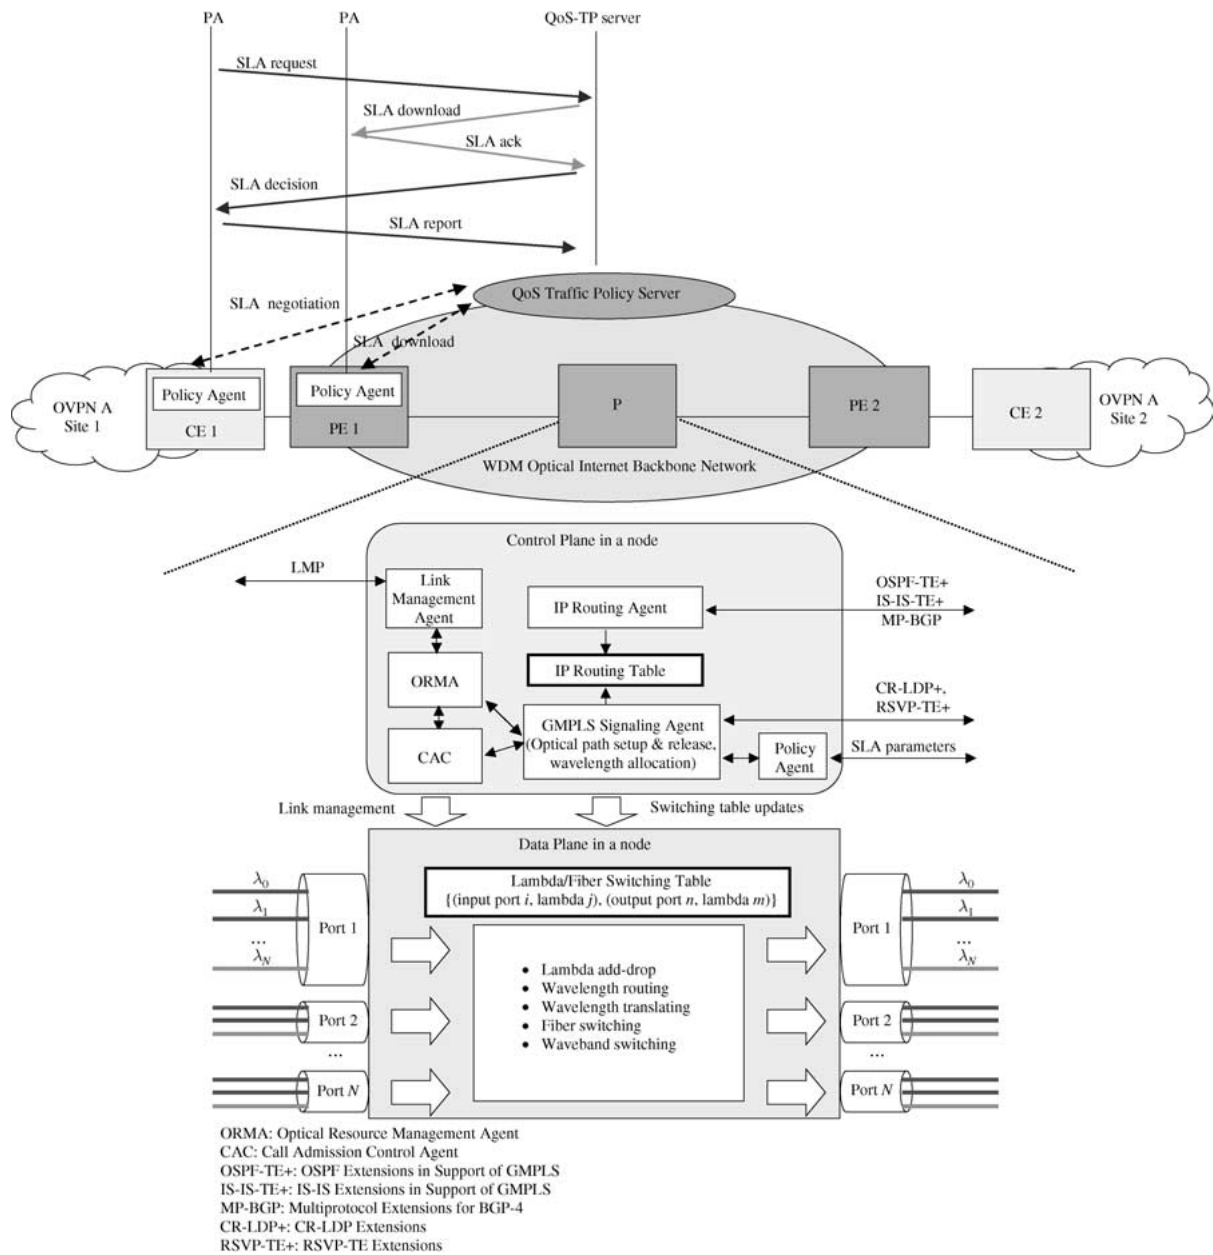 PA
PA
QoS-TP server
SLA request
SLA download
SLA ack
SLA decision
SLA report
QoS Traffic Policy Server
SLA negotiation
SLA download
Policy Agent
Policy Agent
OVPN A
Site 1
CE 1
PE 1
P
PE 2
CE 2
OVPN A
Site 2
WDM Optical Internet Backbone Network
Control Plane in a node
LMP
Link
Management
Agent
IP Routing Agent
OSPF-TE+
IS-IS-TE+
MP-BGP
IP Routing Table
ORMA
CR-LDP+,
RSVP-TE+
GMPLS Signaling Agent
(Optical path setup & release,
wavelength allocation)
CAC
Policy
Agent
SLA parameters
Link management
Switching table updates
Data Plane in a node
Lambda/Fiber Switching Table
{(input port i, lambda j), (output port n, lambda m)}
λ0
λ1
...
λN
Port 1
Port 2
...
Port N
• Lambda add-drop
• Wavelength routing
• Wavelength translating
• Fiber switching
• Waveband switching
Port 1
λ0
λ1
...
λN
Port 2
...
Port N
ORMA: Optical Resource Management Agent
CAC: Call Admission Control Agent
OSPF-TE+: OSPF Extensions in Support of GMPLS
IS-IS-TE+: IS-IS Extensions in Support of GMPLS
MP-BGP: Multiprotocol Extensions for BGP-4
CR-LDP+: CR-LDP Extensions
RSVP-TE+: RSVP-TE Extensions